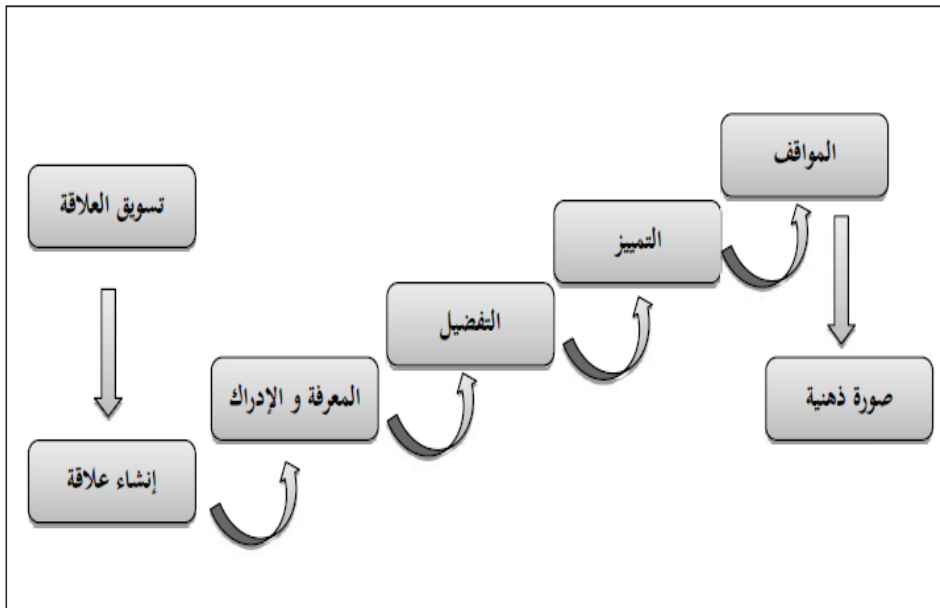 تسويق العلاقة
إنشاء علاقة
المعرفة و الإدراك
التفضيل
التمييز
المواقف
صورة ذهنية